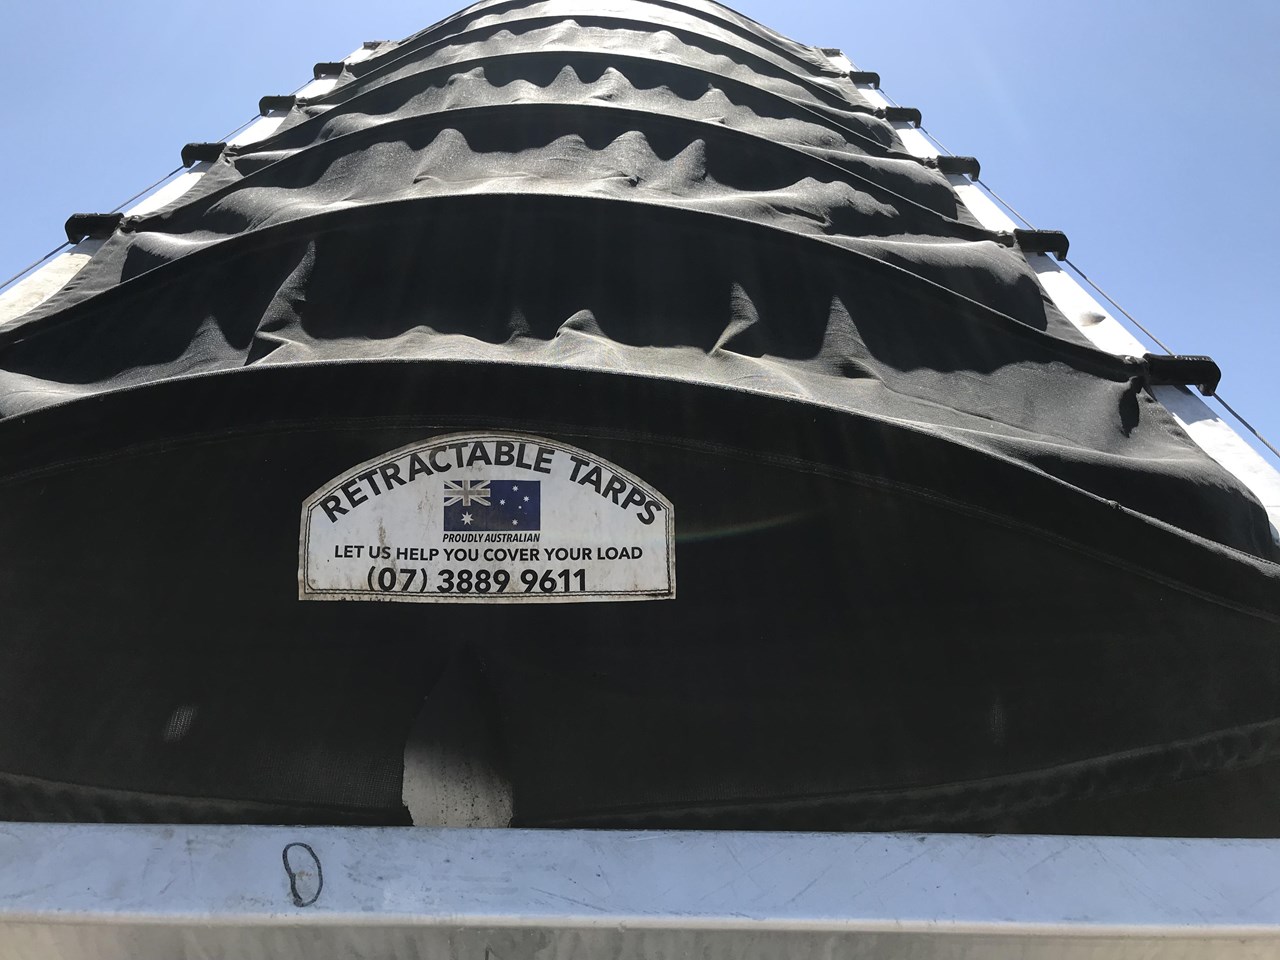 RETRACTABLE TARPS
PROUDLY AUSTRALIAN
LET US HELP YOU COVER YOUR LOAD
(07) 3889 9611